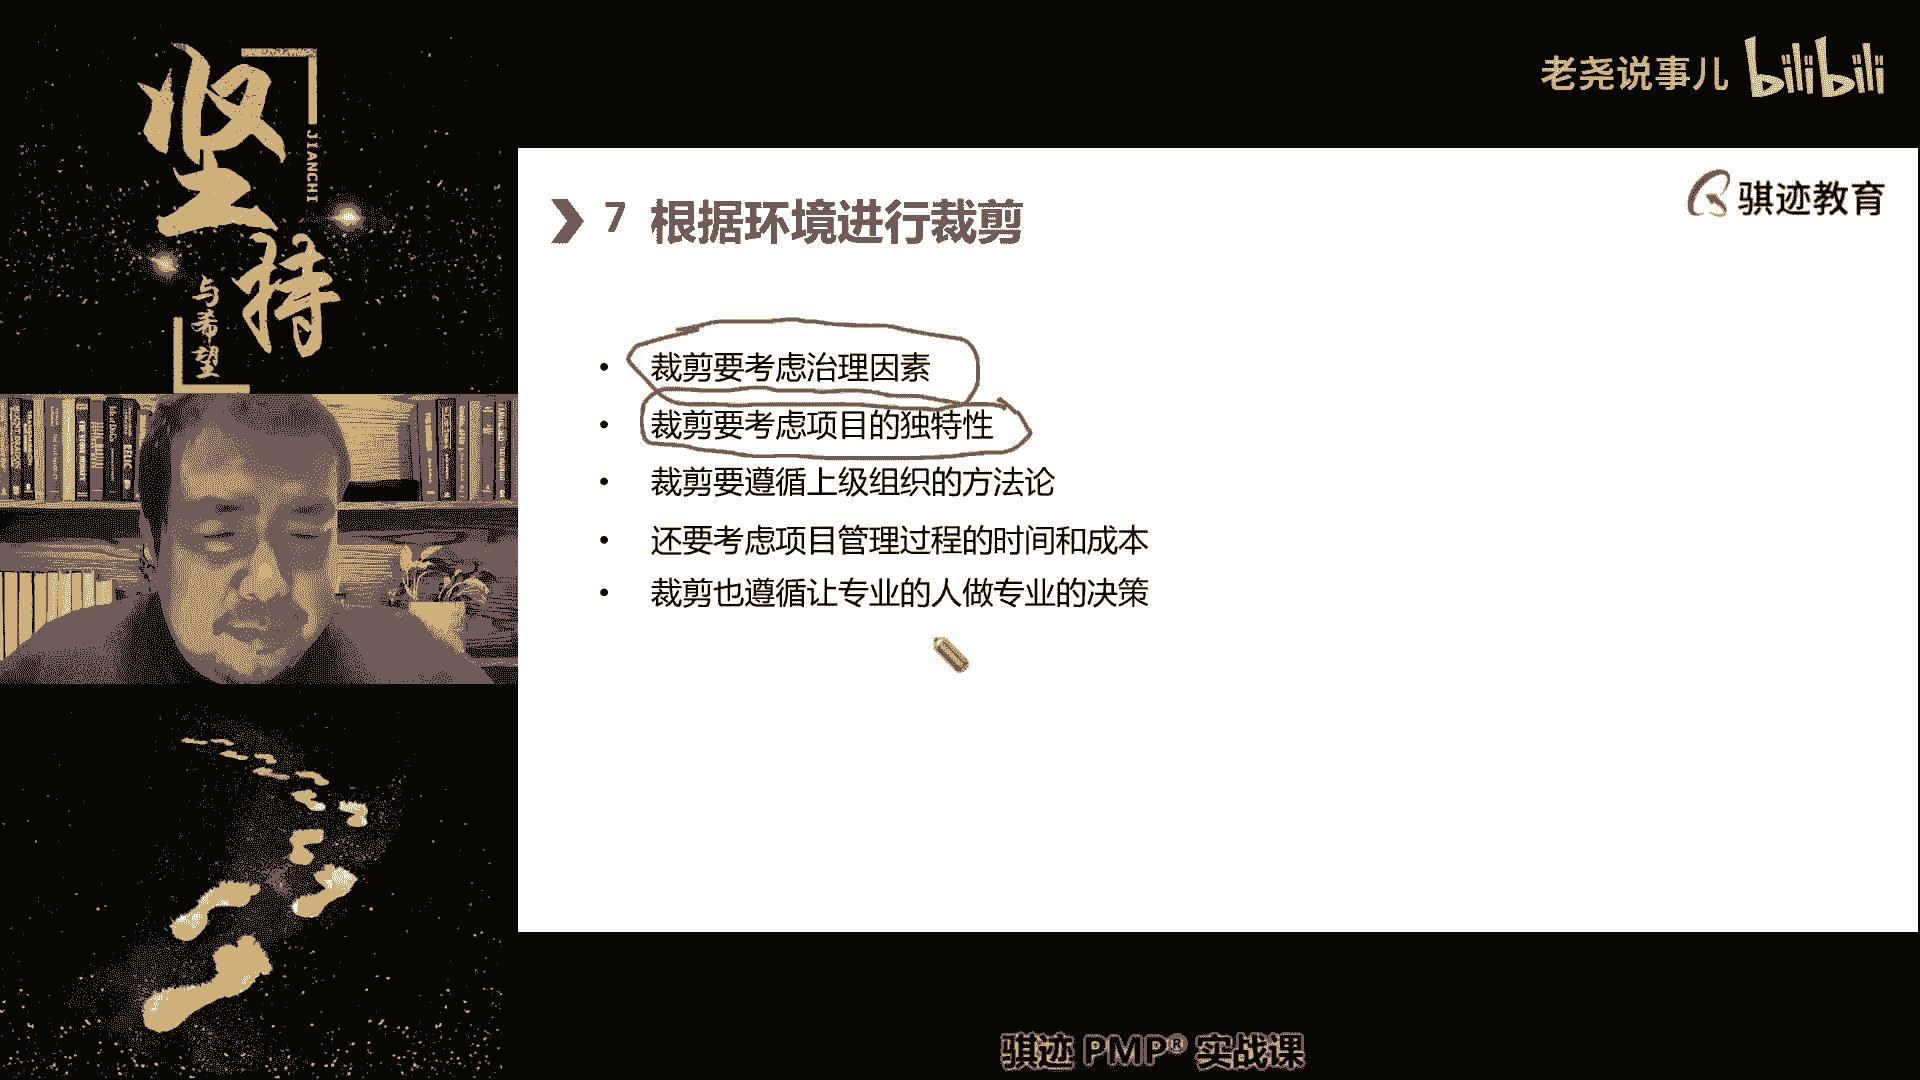 坚持
JIANCHI
与希望
老尧说事儿 bilibili
骐迹教育
7 根据环境进行裁剪
• 裁剪要考虑治理因素
• 裁剪要考虑项目的独特性
• 裁剪要遵循上级组织的方法论
• 还要考虑项目管理过程的时间和成本
• 裁剪也遵循让专业的人做专业的决策
骐迹 PMP® 实战课